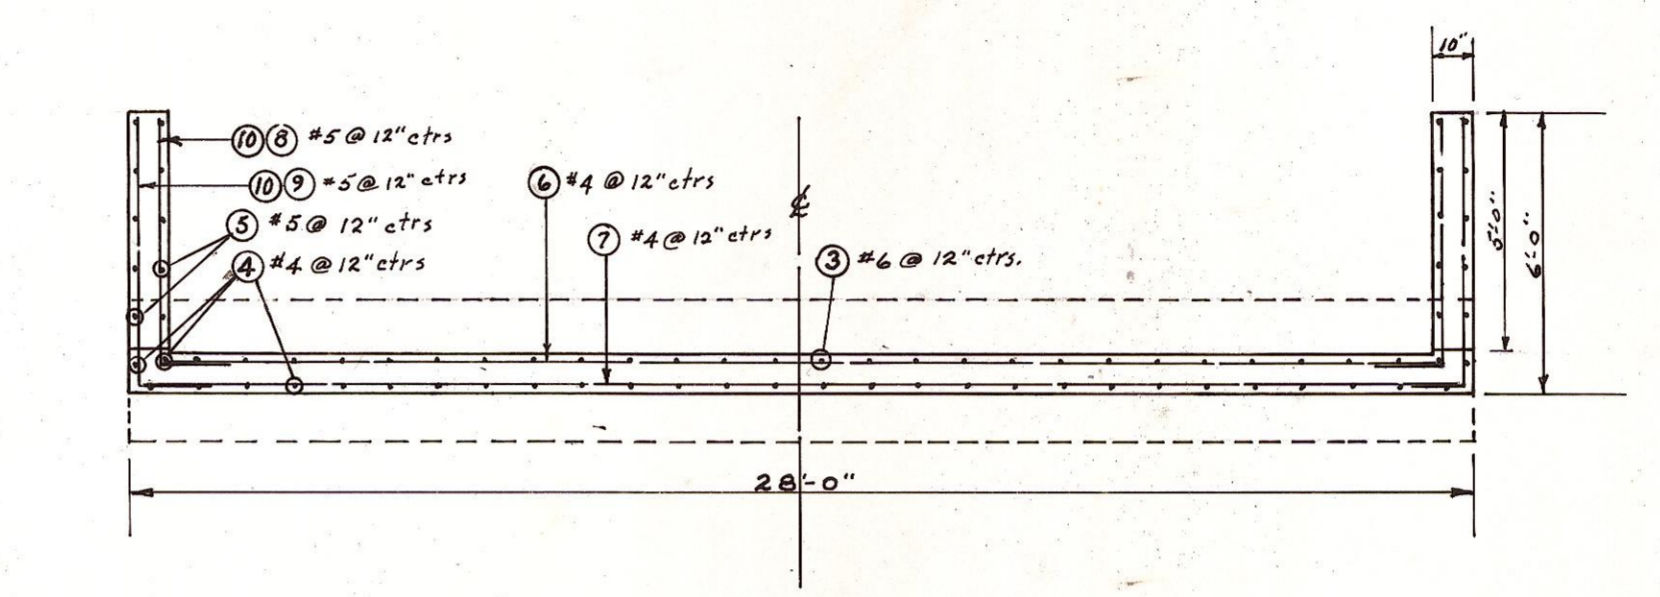 10"
10 8 #5 @ 12" ctrs
10 9 #5 @ 12" ctrs
6 #4 @ 12" ctrs
5 #5 @ 12" ctrs
7 #4 @ 12" ctrs
4 #4 @ 12" ctrs
3 #6 @ 12" ctrs.
℄
5'-0"
6'-0"
28'-0"